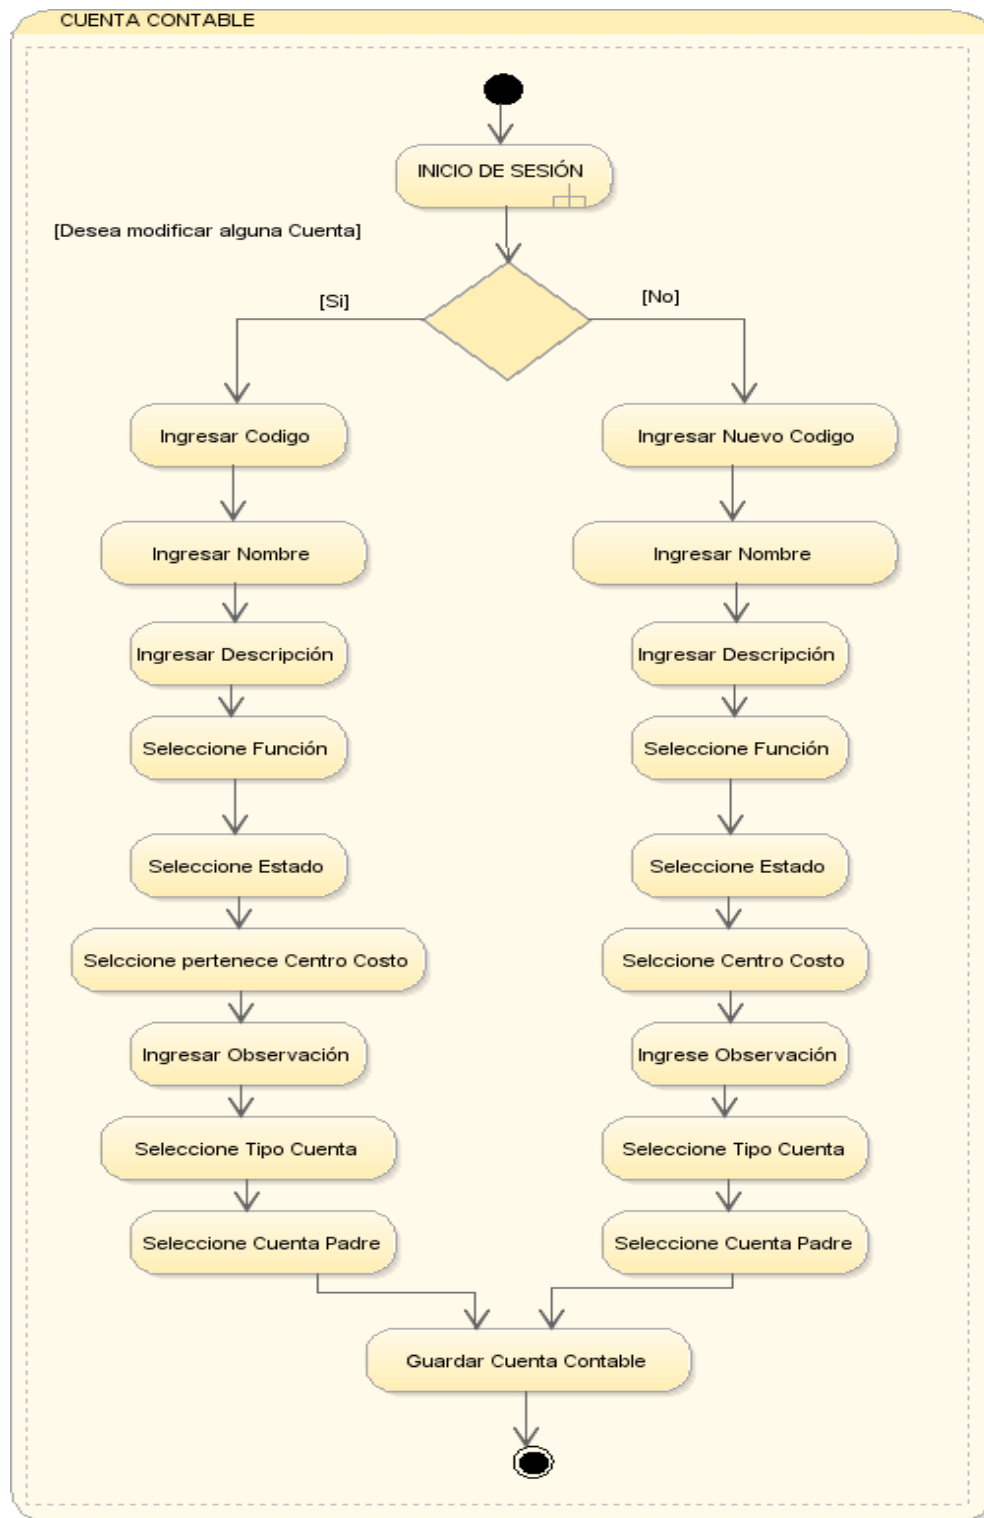 CUENTA CONTABLE
INICIO DE SESIÓN
[Desea modificar alguna Cuenta]
[Si]
[No]
Ingresar Codigo
Ingresar Nombre
Ingresar Descripción
Seleccione Función
Seleccione Estado
Selccione pertenece Centro Costo
Ingresar Observación
Seleccione Tipo Cuenta
Seleccione Cuenta Padre
Ingresar Nuevo Codigo
Ingresar Nombre
Ingresar Descripción
Seleccione Función
Seleccione Estado
Selccione Centro Costo
Ingrese Observación
Seleccione Tipo Cuenta
Seleccione Cuenta Padre
Guardar Cuenta Contable